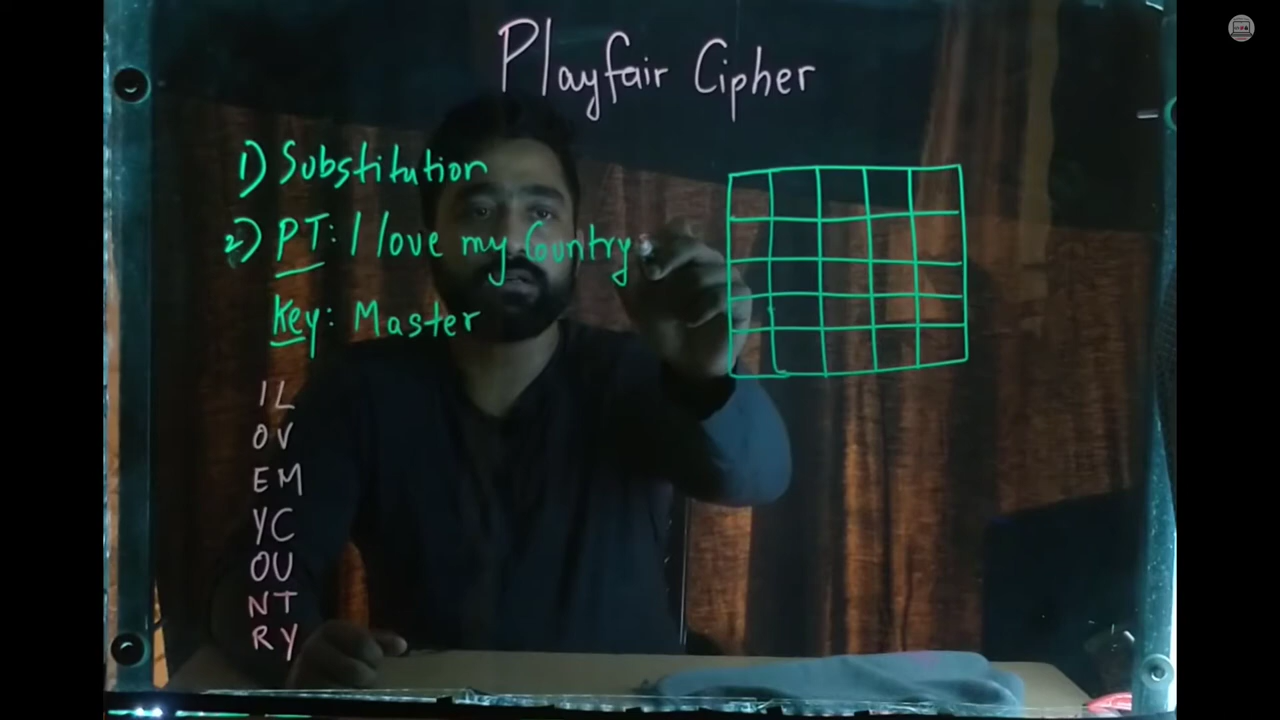 Playfair Cipher
1) Substitution
2) PT: I love my Country
Key: Master
IL
OV
EM
YC
OU
NT
RY